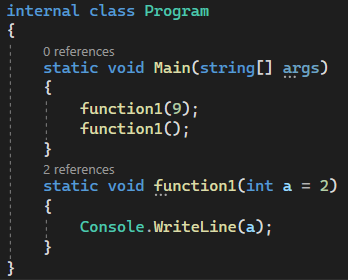 internal class Program
{
0 references
static void Main(string[] args)
{
function1(9);
function1();
}
2 references
static void function1(int a = 2)
{
Console.WriteLine(a);
}
}